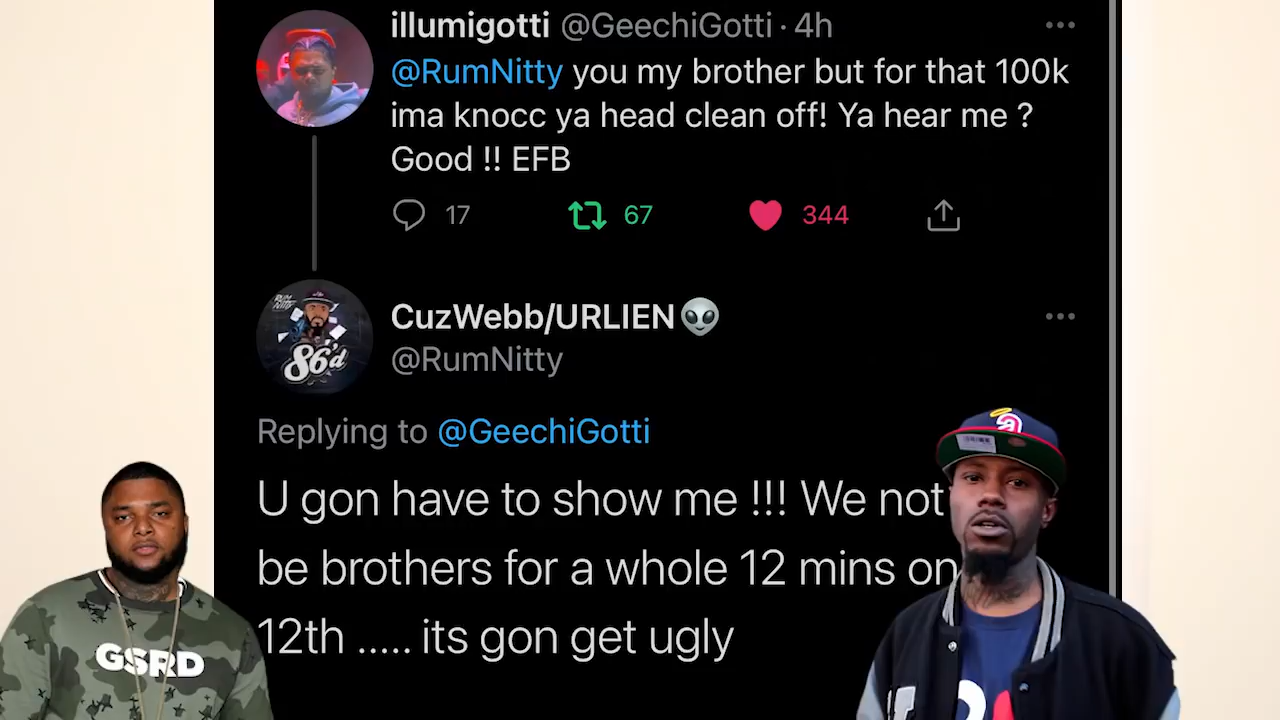 illumigotti @GeechiGotti · 4h
@RumNitty you my brother but for that 100k
ima knocc ya head clean off! Ya hear me ?
Good !! EFB
17 67 344
RUM NITTY
86'd
CuzWebb/URLIEN👽
@RumNitty
Replying to @GeechiGotti
U gon have to show me !!! We not
be brothers for a whole 12 mins on
12th ..... its gon get ugly
GSRD